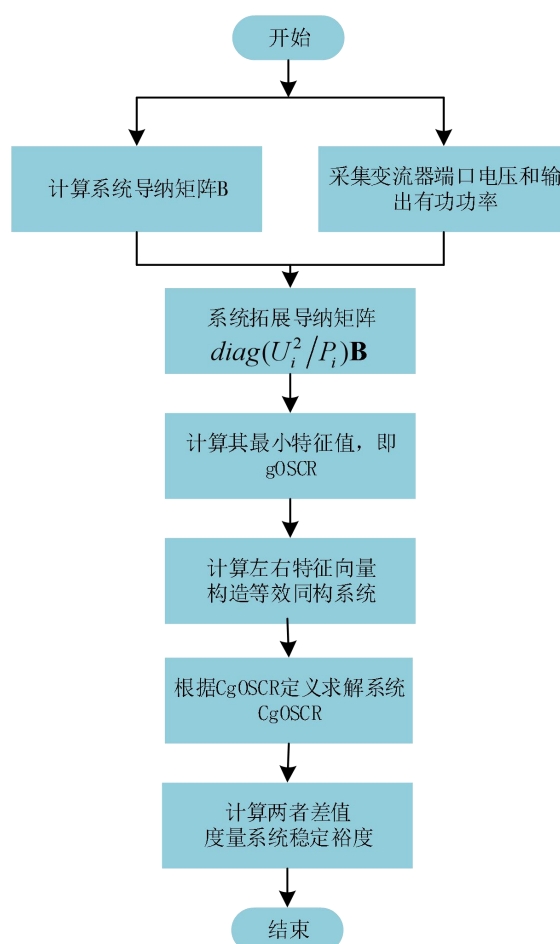 开始
计算系统导纳矩阵B
采集变流器端口电压和输
出有功功率
系统拓展导纳矩阵
diag(U_i^2/P_i)B
计算其最小特征值，即
gOSCR
计算左右特征向量
构造等效同构系统
根据CgOSCR定义求解系统
CgOSCR
计算两者差值
度量系统稳定裕度
结束